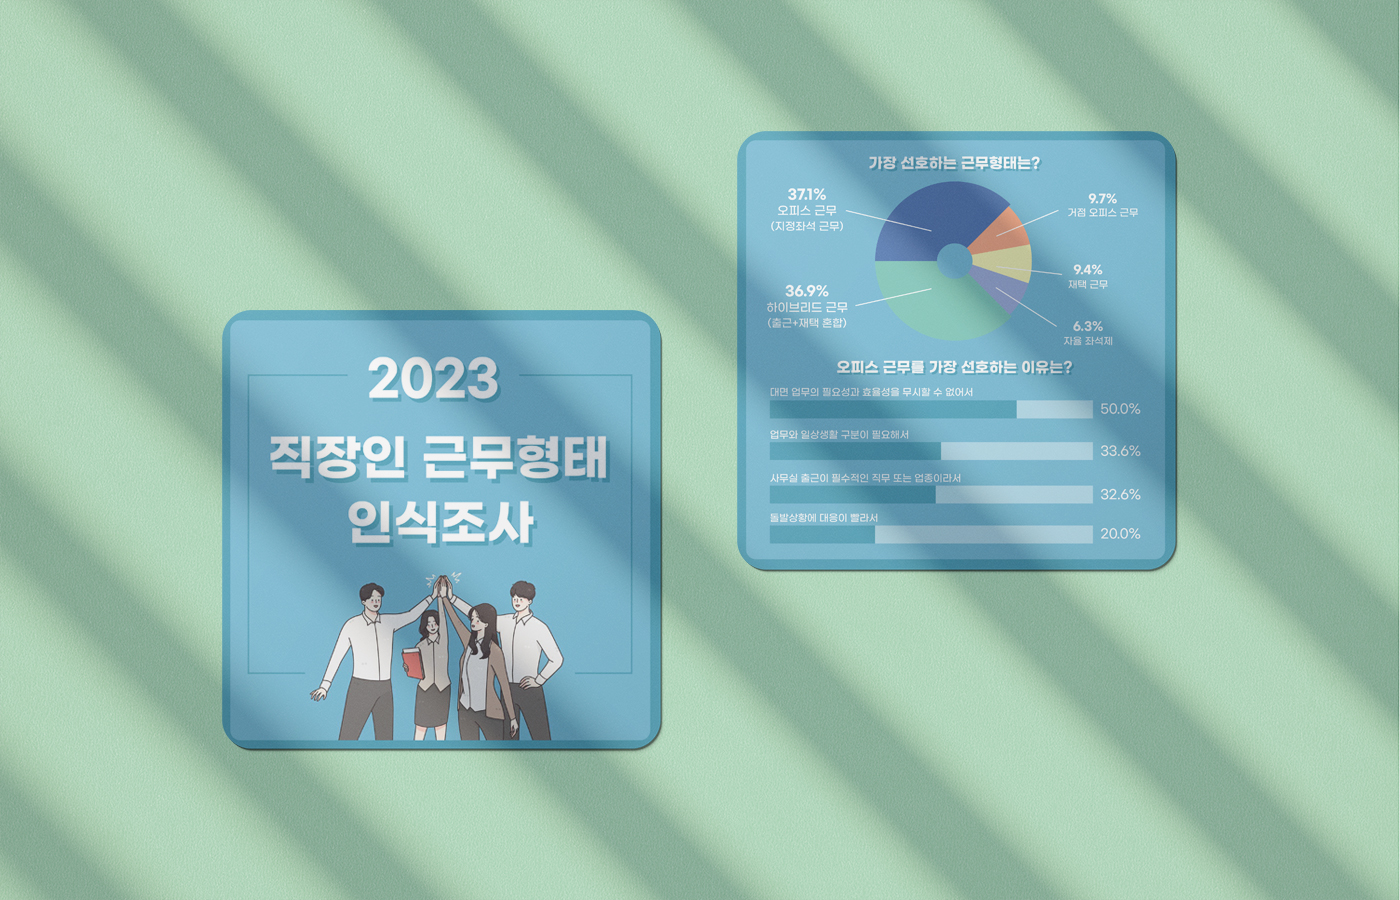 2023
직장인 근무형태
인식조사
가장 선호하는 근무형태는?
37.1%
오피스 근무
(지정좌석 근무)
9.7%
거점 오피스 근무
9.4%
재택 근무
36.9%
하이브리드 근무
(출근+재택 혼합)
6.3%
자율 좌석제
오피스 근무를 가장 선호하는 이유는?
대면 업무의 필요성과 효율성을 무시할 수 없어서
50.0%
업무와 일상생활 구분이 필요해서
33.6%
사무실 출근이 필수적인 직무 또는 업종이라서
32.6%
돌발상황에 대응이 빨라서
20.0%